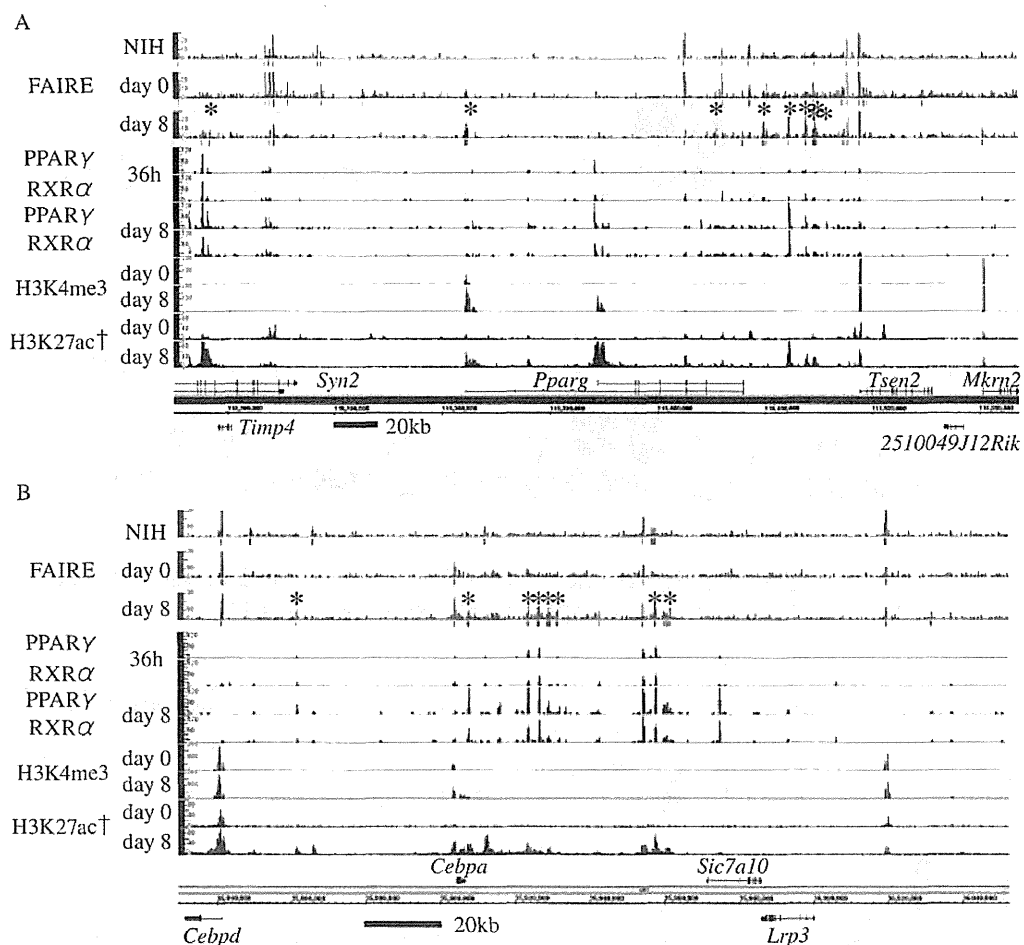 A
NIH
FAIRE day 0
day 8
* * * * * * * *
PPARγ
36h
RXRα
PPARγ
day 8
RXRα
H3K4me3 day 0
day 8
H3K27ac† day 0
day 8
Syn2 Pparg Tsen2 Mkrn2
Timp4 20kb 2510049J12Rik
B
NIH
FAIRE day 0
day 8
* * * * * * * *
PPARγ
36h
RXRα
PPARγ
day 8
RXRα
H3K4me3 day 0
day 8
H3K27ac† day 0
day 8
Cebpa Sic7a10
20kb
Cebpd Lrp3